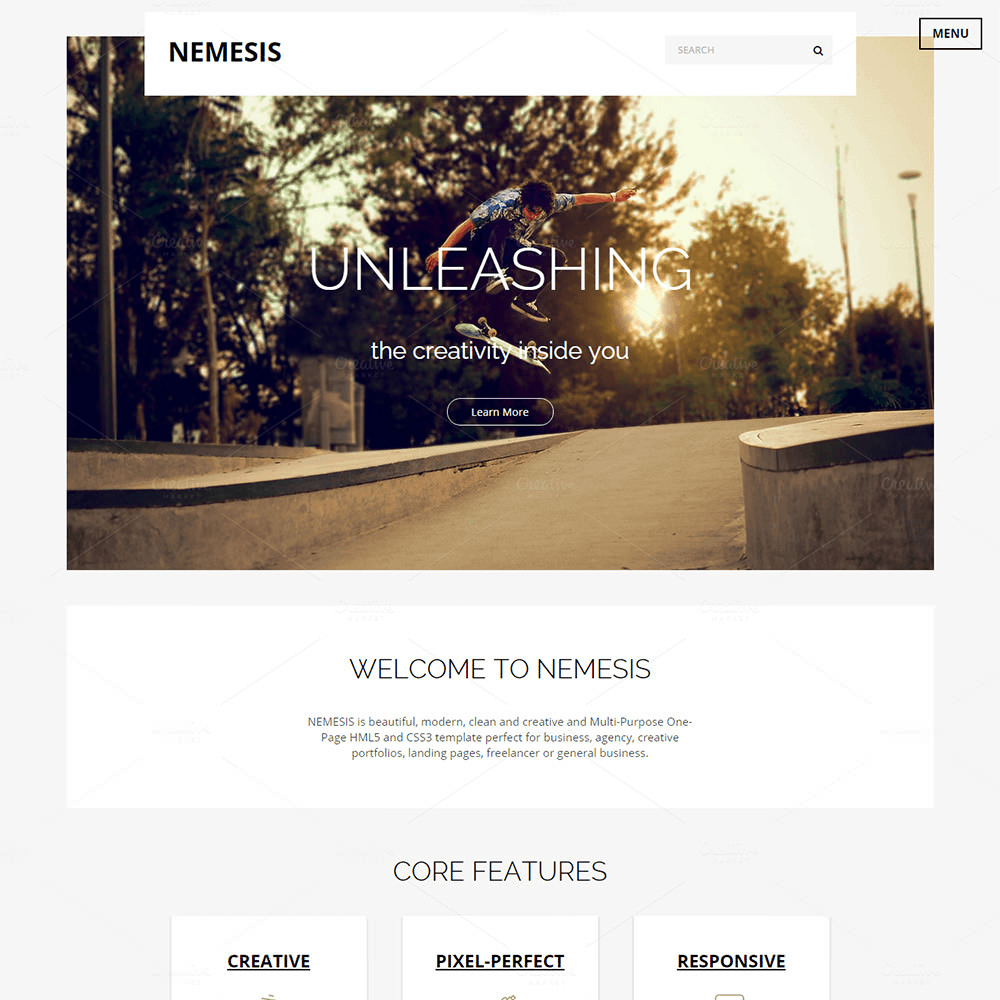 NEMESIS
SEARCH
MENU
UNLEASHING
the creativity inside you
Learn More
WELCOME TO NEMESIS
NEMESIS is beautiful, modern, clean and creative and Multi-Purpose One-
Page HML5 and CSS3 template perfect for business, agency, creative
portfolios, landing pages, freelancer or general business.
CORE FEATURES
CREATIVE
PIXEL-PERFECT
RESPONSIVE
Creative
MARKET